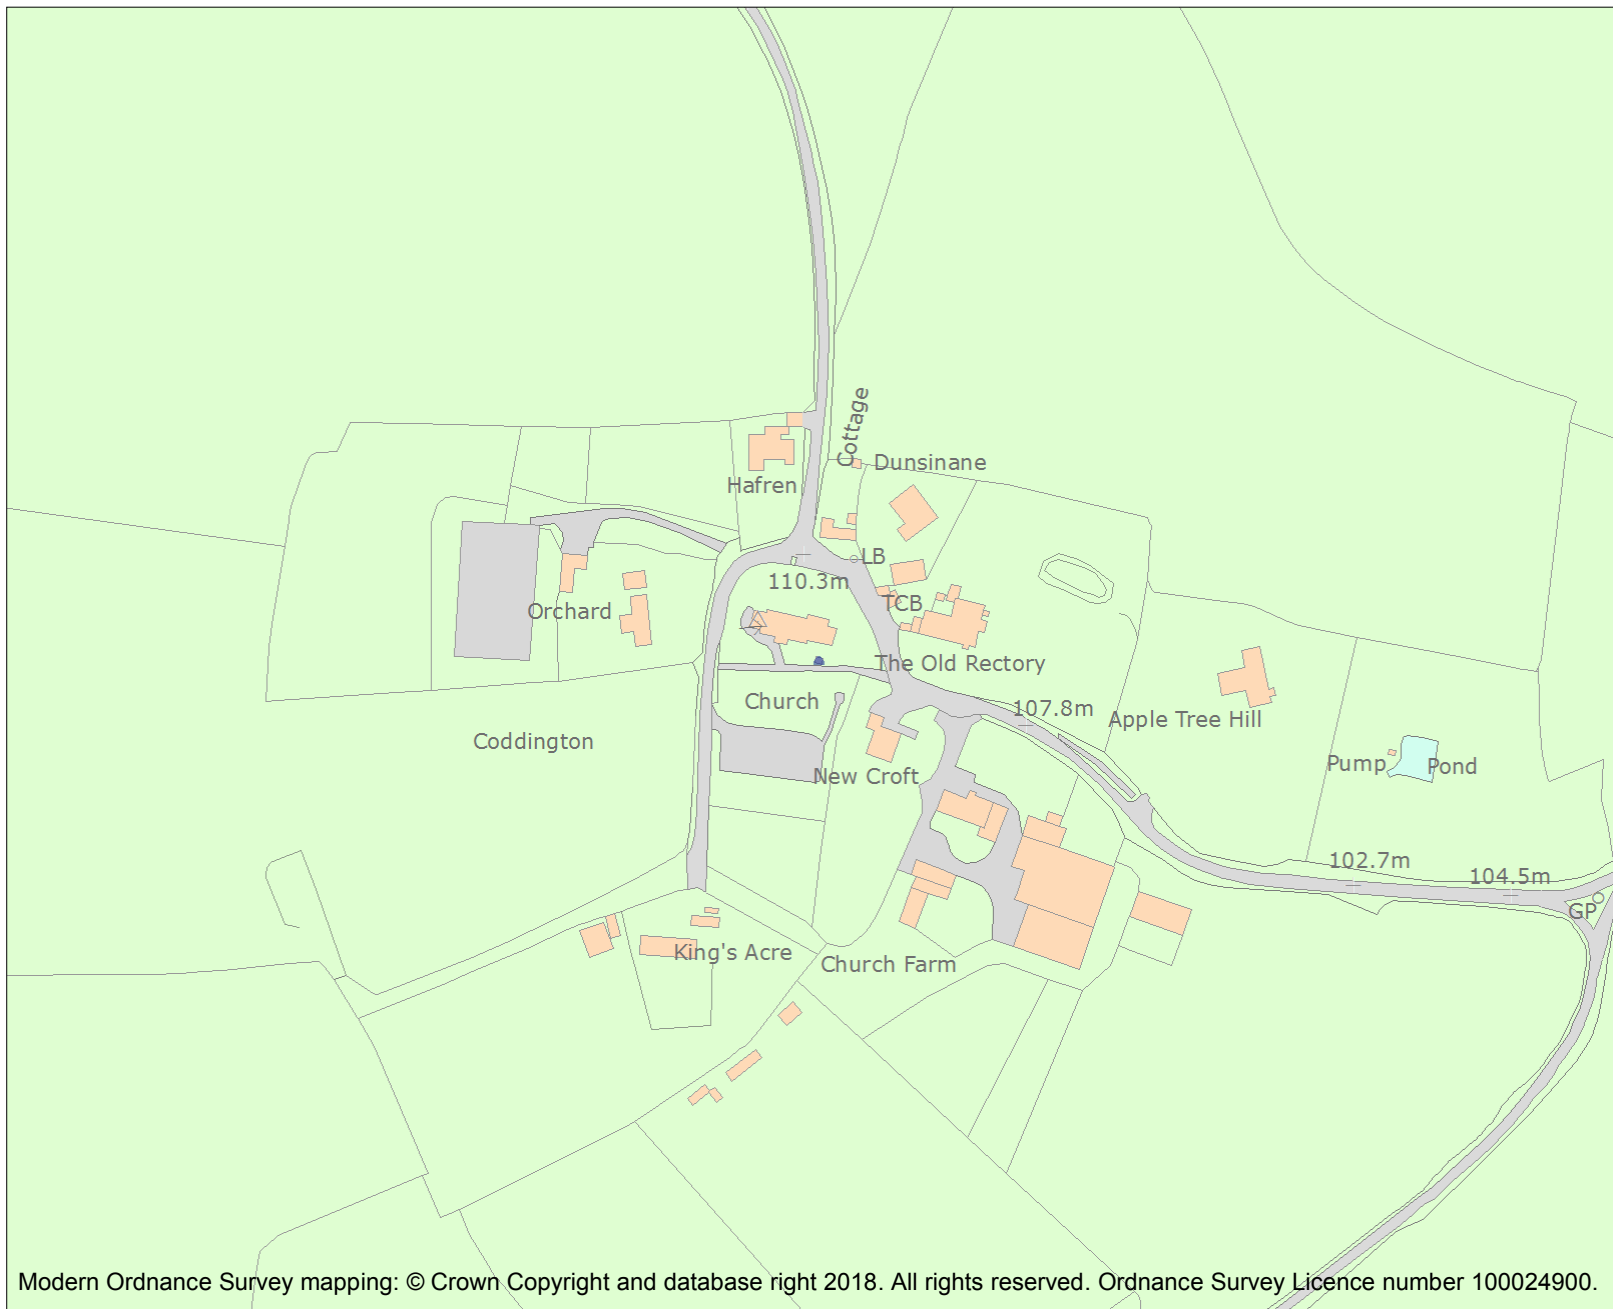 Cottage
Dunsinane
Hafren
LB
110.3m
TCB
Orchard
The Old Rectory
Church
107.8m
Apple Tree Hill
Coddington
Pump
Pond
New Croft
102.7m
104.5m
GP
King's Acre
Church Farm
Modern Ordnance Survey mapping: © Crown Copyright and database right 2018. All rights reserved. Ordnance Survey Licence number 100024900.